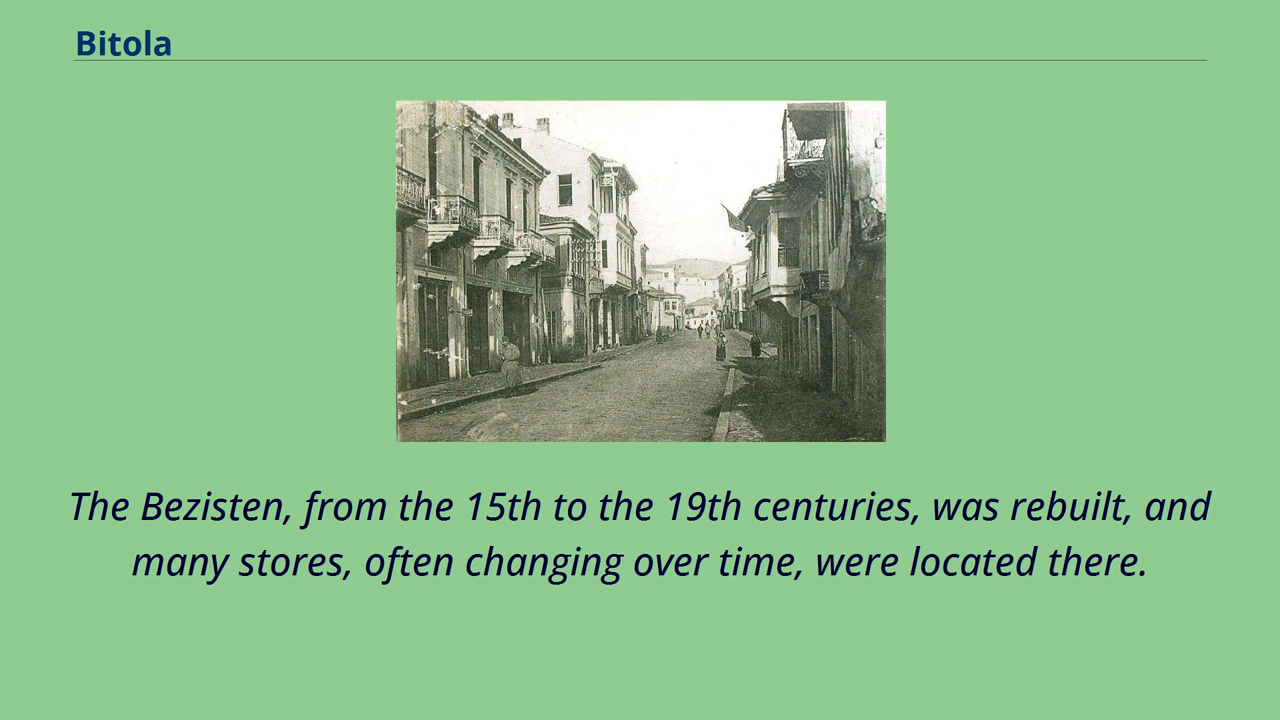 Bitola
The Bezisten, from the 15th to the 19th centuries, was rebuilt, and
many stores, often changing over time, were located there.